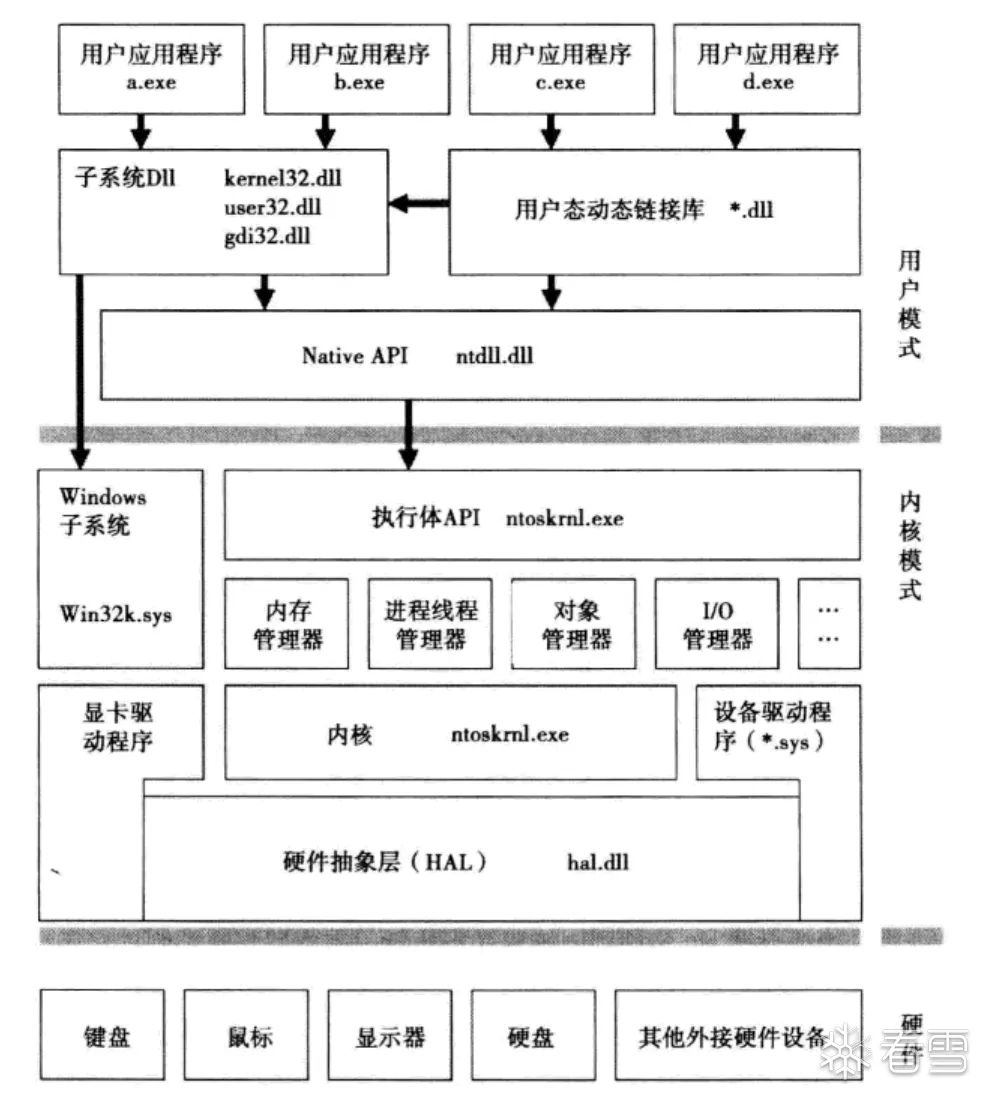 用户应用程序
a.exe
用户应用程序
b.exe
用户应用程序
c.exe
用户应用程序
d.exe
子系统Dll kernel32.dll
user32.dll
gdi32.dll
用户态动态链接库 *.dll
用户模式
Native API ntdll.dll
Windows
子系统
Win32k.sys
执行体API ntoskrnl.exe
内核模式
内存
管理器
进程线程
管理器
对象
管理器
I/O
管理器
…
…
显卡驱
动程序
内核 ntoskrnl.exe
设备驱动程
序(*.sys)
硬件抽象层(HAL) hal.dll
键盘
鼠标
显示器
硬盘
其他外接硬件设备
硬件
看雪